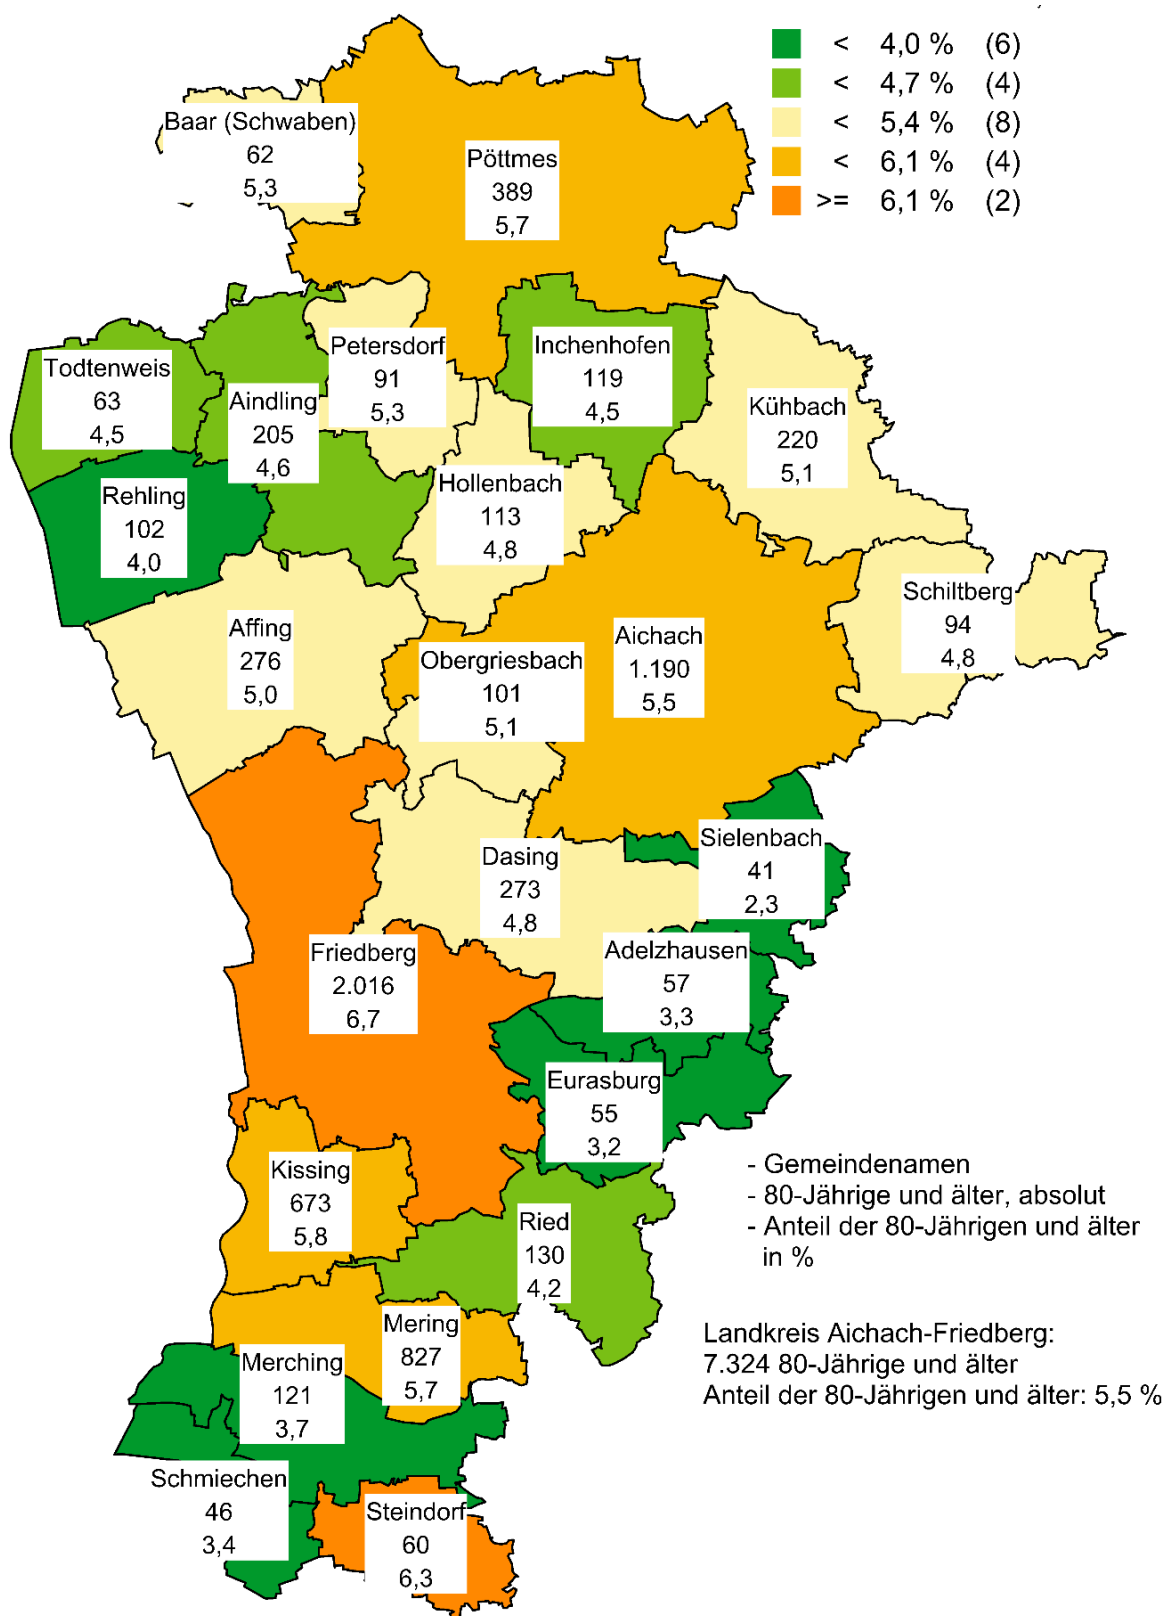 < 4,0 % (6)
< 4,7 % (4)
< 5,4 % (8)
< 6,1 % (4)
>= 6,1 % (2)
Baar (Schwaben)
62
5,3
Pöttmes
389
5,7
Petersdorf
91
5,3
Inchenhofen
119
4,5
Todtenweis
63
4,5
Aindling
205
4,6
Kühbach
220
5,1
Rehling
102
4,0
Hollenbach
113
4,8
Schiltberg
94
4,8
Affing
276
5,0
Aichach
1.190
5,5
Obergriesbach
101
5,1
Sielenbach
41
2,3
Dasing
273
4,8
Friedberg
2.016
6,7
Adelzhausen
57
3,3
Eurasburg
55
3,2
Kissing
673
5,8
Ried
130
4,2
Mering
827
5,7
Merching
121
3,7
Schmiechen
46
3,4
Steindorf
60
6,3
- Gemeindenamen
- 80-Jährige und älter, absolut
- Anteil der 80-Jährigen und älter
in %
Landkreis Aichach-Friedberg:
7.324 80-Jährige und älter
Anteil der 80-Jährigen und älter: 5,5 %